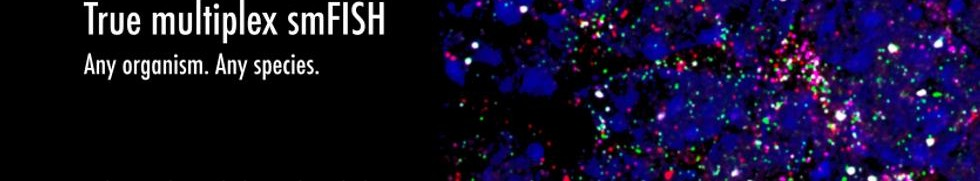 True multiplex smFISH
Any organism. Any species.